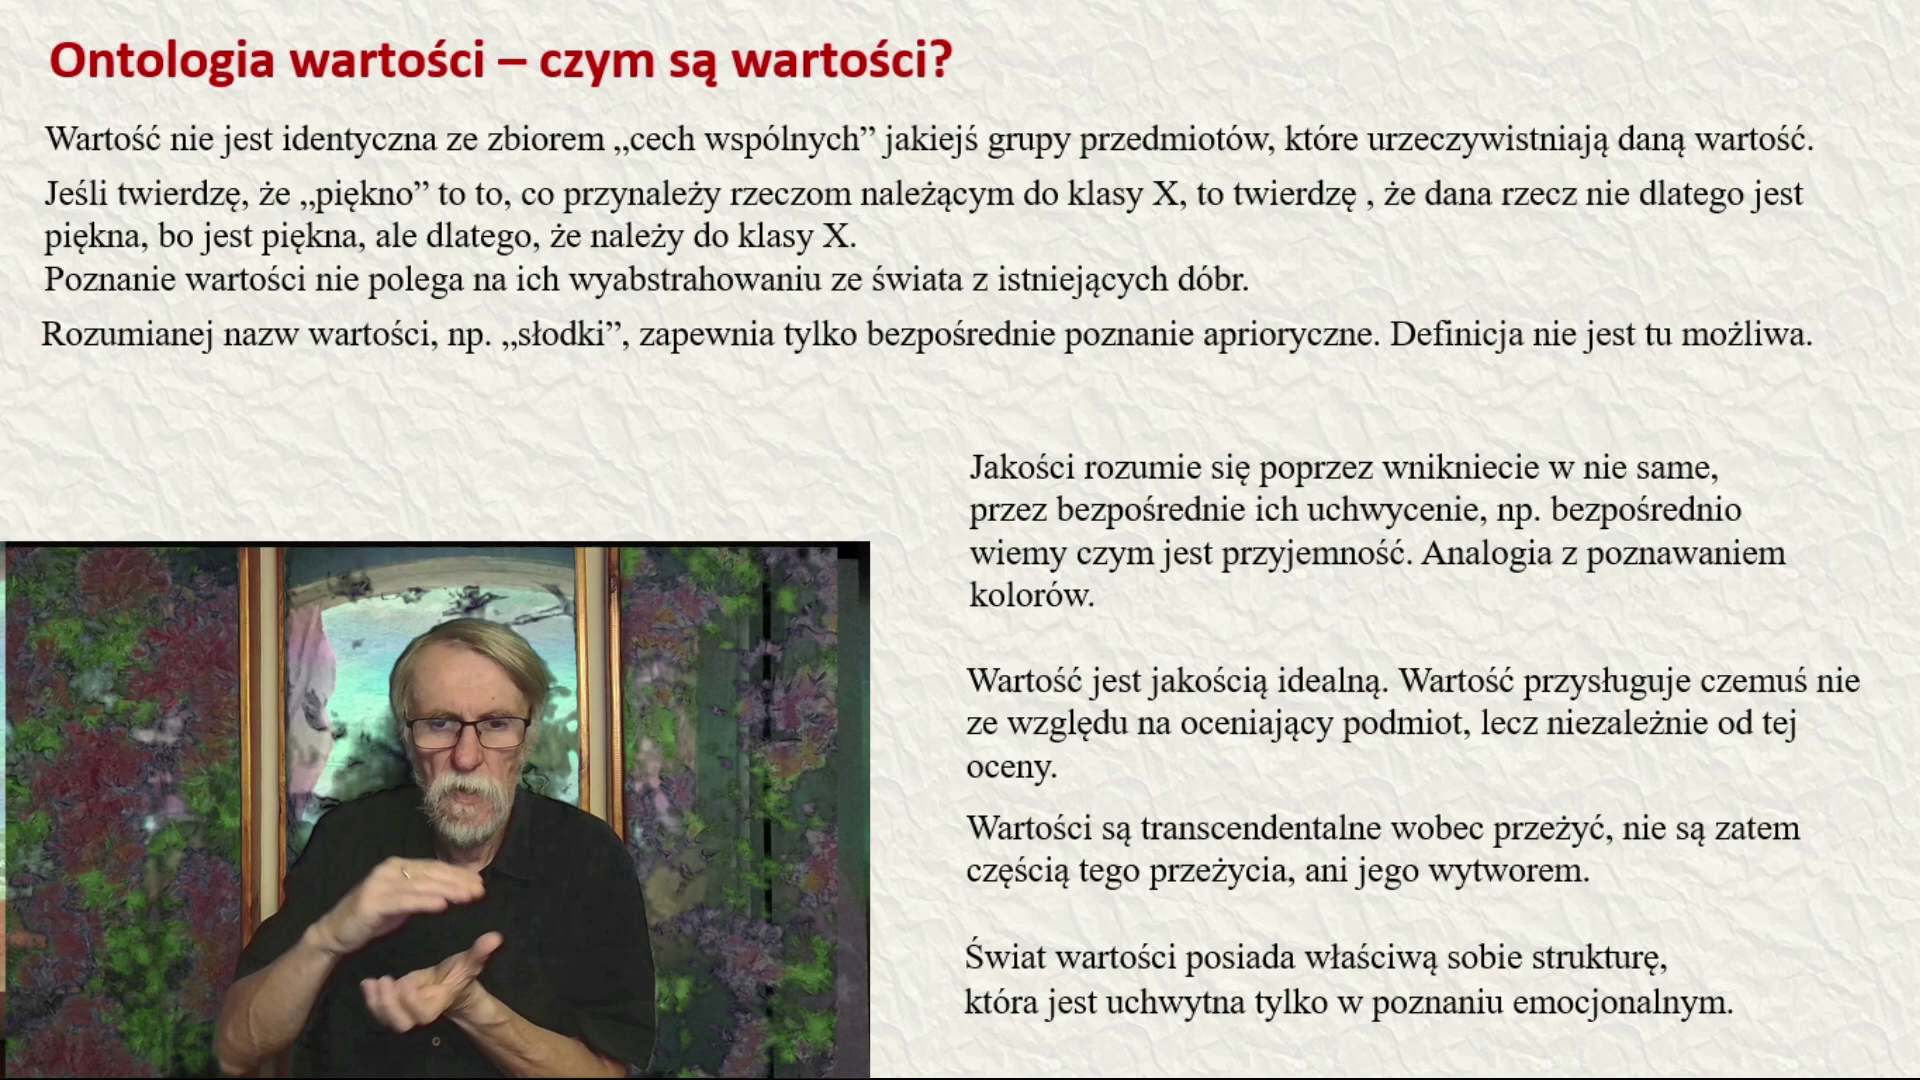 Ontologia wartości – czym są wartości?
Wartość nie jest identyczna ze zbiorem „cech wspólnych” jakiejś grupy przedmiotów, które urzeczywistniają daną wartość.
Jeśli twierdzę, że „piękno” to to, co przynależy rzeczom należącym do klasy X, to twierdzę , że dana rzecz nie dlatego jest
piękna, bo jest piękna, ale dlatego, że należy do klasy X.
Poznanie wartości nie polega na ich wyabstrahowaniu ze świata z istniejących dóbr.
Rozumianej nazw wartości, np. „słodki”, zapewnia tylko bezpośrednie poznanie aprioryczne. Definicja nie jest tu możliwa.
Jakości rozumie się poprzez wnikniecie w nie same,
przez bezpośrednie ich uchwycenie, np. bezpośrednio
wiemy czym jest przyjemność. Analogia z poznawaniem
kolorów.
Wartość jest jakością idealną. Wartość przysługuje czemuś nie
ze względu na oceniający podmiot, lecz niezależnie od tej
oceny.
Wartości są transcendentalne wobec przeżyć, nie są zatem
częścią tego przeżycia, ani jego wytworem.
Świat wartości posiada właściwą sobie strukturę,
która jest uchwytna tylko w poznaniu emocjonalnym.